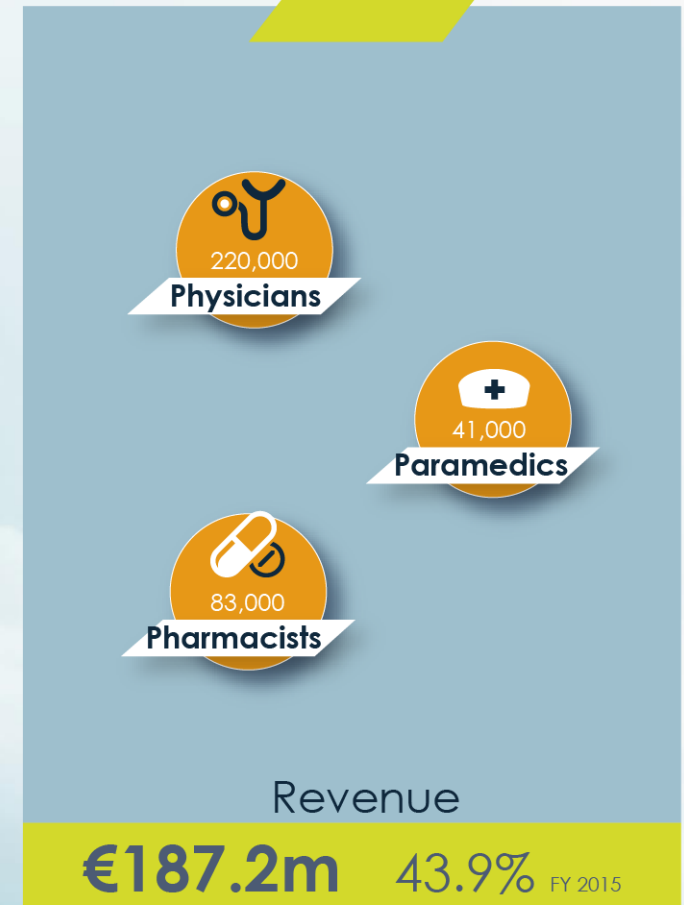 220,000
Physicians
41,000
Paramedics
83,000
Pharmacists
Revenue
€187.2m 43.9% FY 2015